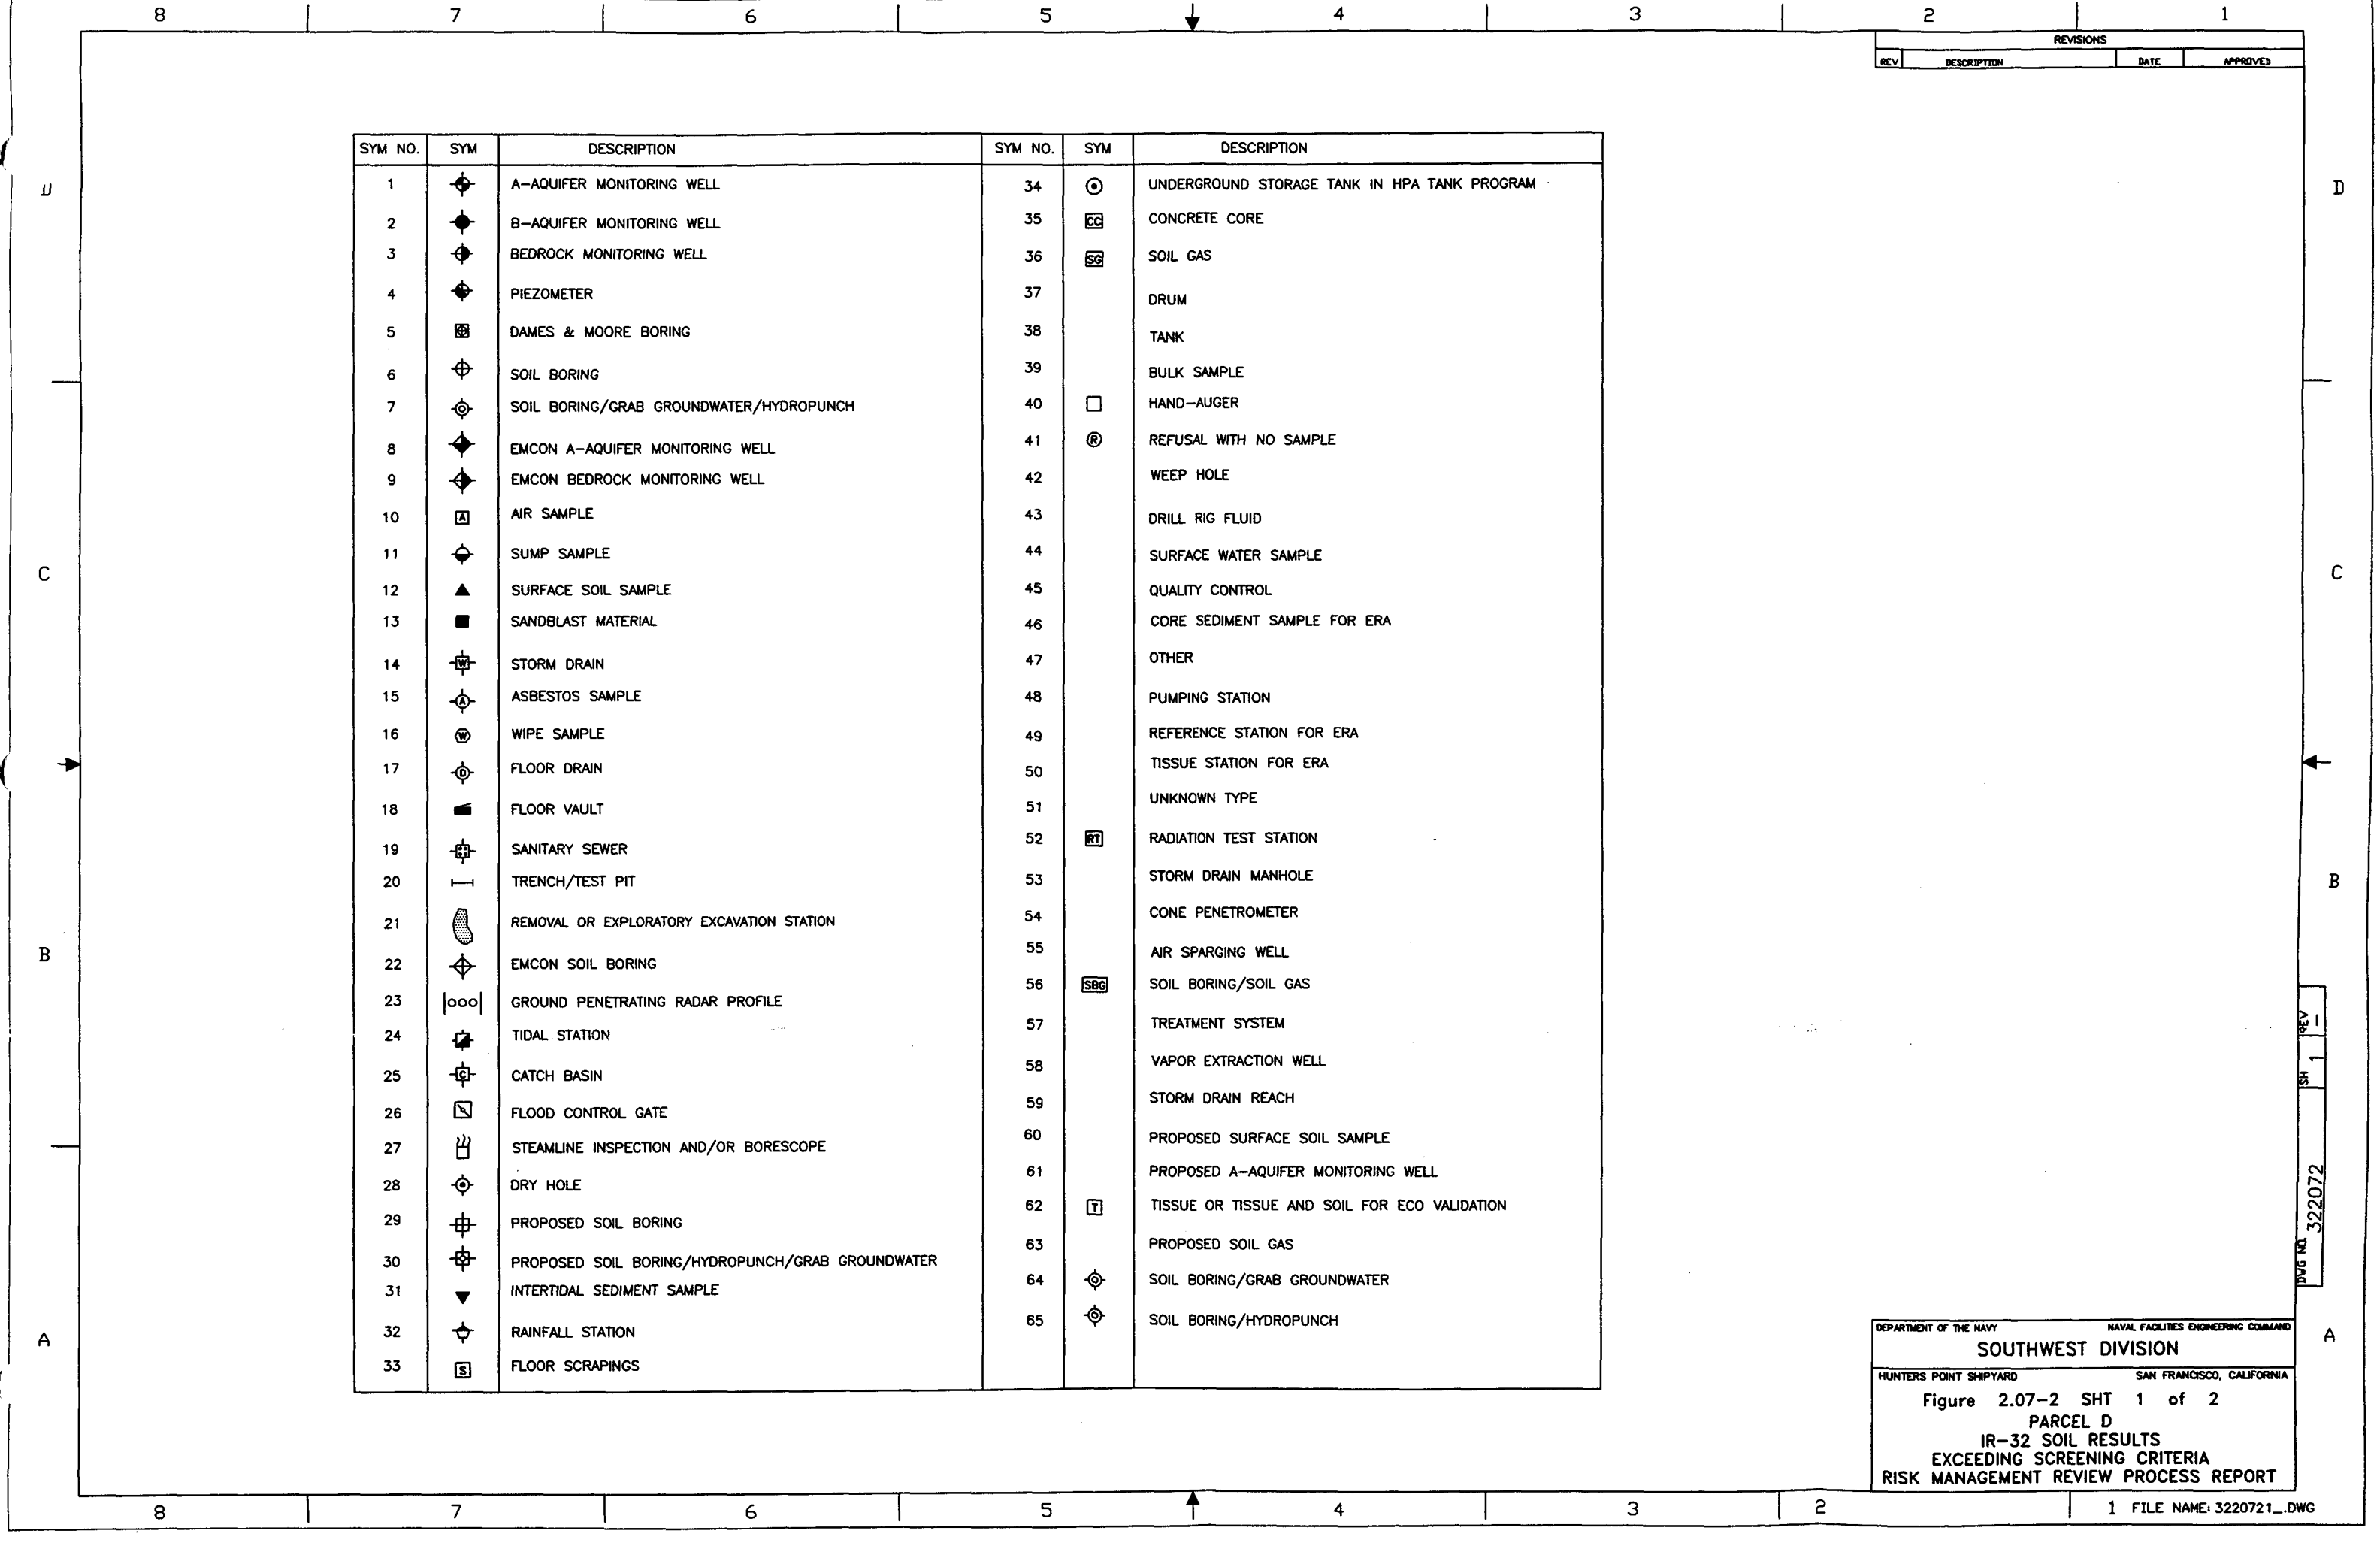 8 7 6 5 4 3 2 1
REVISIONS
REV DESCRIPTION DATE APPROVED
SYM NO. SYM DESCRIPTION SYM NO. SYM DESCRIPTION
1 A-AQUIFER MONITORING WELL 34 UNDERGROUND STORAGE TANK IN HPA TANK PROGRAM
D D
2 B-AQUIFER MONITORING WELL 35 CC CONCRETE CORE
3 BEDROCK MONITORING WELL 36 SG SOIL GAS
4 PIEZOMETER 37 DRUM
5 DAMES & MOORE BORING 38 TANK
6 SOIL BORING 39 BULK SAMPLE
7 SOIL BORING/GRAB GROUNDWATER/HYDROPUNCH 40 HAND-AUGER
8 EMCON A-AQUIFER MONITORING WELL 41 R REFUSAL WITH NO SAMPLE
9 EMCON BEDROCK MONITORING WELL 42 WEEP HOLE
10 A AIR SAMPLE 43 DRILL RIG FLUID
11 SUMP SAMPLE 44 SURFACE WATER SAMPLE
C C
12 SURFACE SOIL SAMPLE 45 QUALITY CONTROL
13 SANDBLAST MATERIAL 46 CORE SEDIMENT SAMPLE FOR ERA
14 W STORM DRAIN 47 OTHER
15 A ASBESTOS SAMPLE 48 PUMPING STATION
16 W WIPE SAMPLE 49 REFERENCE STATION FOR ERA
17 D FLOOR DRAIN 50 TISSUE STATION FOR ERA
18 FLOOR VAULT 51 UNKNOWN TYPE
19 SANITARY SEWER 52 RT RADIATION TEST STATION
20 TRENCH/TEST PIT 53 STORM DRAIN MANHOLE
B
21 REMOVAL OR EXPLORATORY EXCAVATION STATION 54 CONE PENETROMETER
B
22 EMCON SOIL BORING 55 AIR SPARGING WELL
23 GROUND PENETRATING RADAR PROFILE 56 SBG SOIL BORING/SOIL GAS
24 TIDAL STATION 57 TREATMENT SYSTEM
25 C CATCH BASIN 58 VAPOR EXTRACTION WELL
26 FLOOD CONTROL GATE 59 STORM DRAIN REACH
27 STEAMLINE INSPECTION AND/OR BORESCOPE 60 PROPOSED SURFACE SOIL SAMPLE
28 DRY HOLE 61 PROPOSED A-AQUIFER MONITORING WELL
29 PROPOSED SOIL BORING 62 T TISSUE OR TISSUE AND SOIL FOR ECO VALIDATION
30 PROPOSED SOIL BORING/HYDROPUNCH/GRAB GROUNDWATER 63 PROPOSED SOIL GAS
31 INTERTIDAL SEDIMENT SAMPLE 64 SOIL BORING/GRAB GROUNDWATER
32 RAINFALL STATION 65 SOIL BORING/HYDROPUNCH
33 S FLOOR SCRAPINGS
A A
DWG NO. 3222072 SH 1 REV -
DEPARTMENT OF THE NAVY NAVAL FACILITIES ENGINEERING COMMAND
SOUTHWEST DIVISION
HUNTERS POINT SHIPYARD SAN FRANCISCO, CALIFORNIA
Figure 2.07-2 SHT 1 of 2
PARCEL D
IR-32 SOIL RESULTS
EXCEEDING SCREENING CRITERIA
RISK MANAGEMENT REVIEW PROCESS REPORT
8 7 6 5 4 3 2 1 FILE NAME: 3220721_.DWG